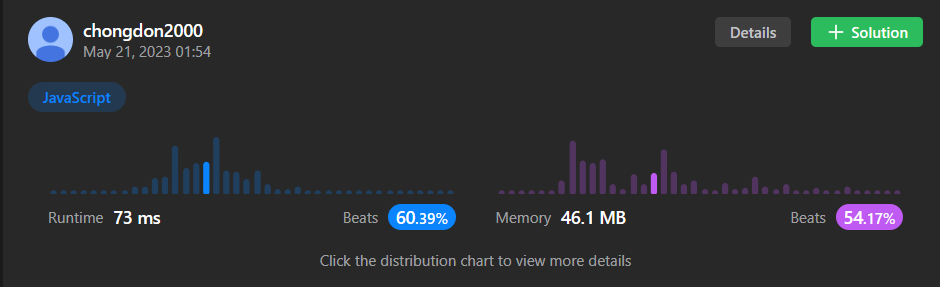 chongdon2000
Details
Solution
May 21, 2023 01:54
JavaScript
Runtime 73 ms Beats 60.39% Memory 46.1 MB Beats 54.17%
Click the distribution chart to view more details